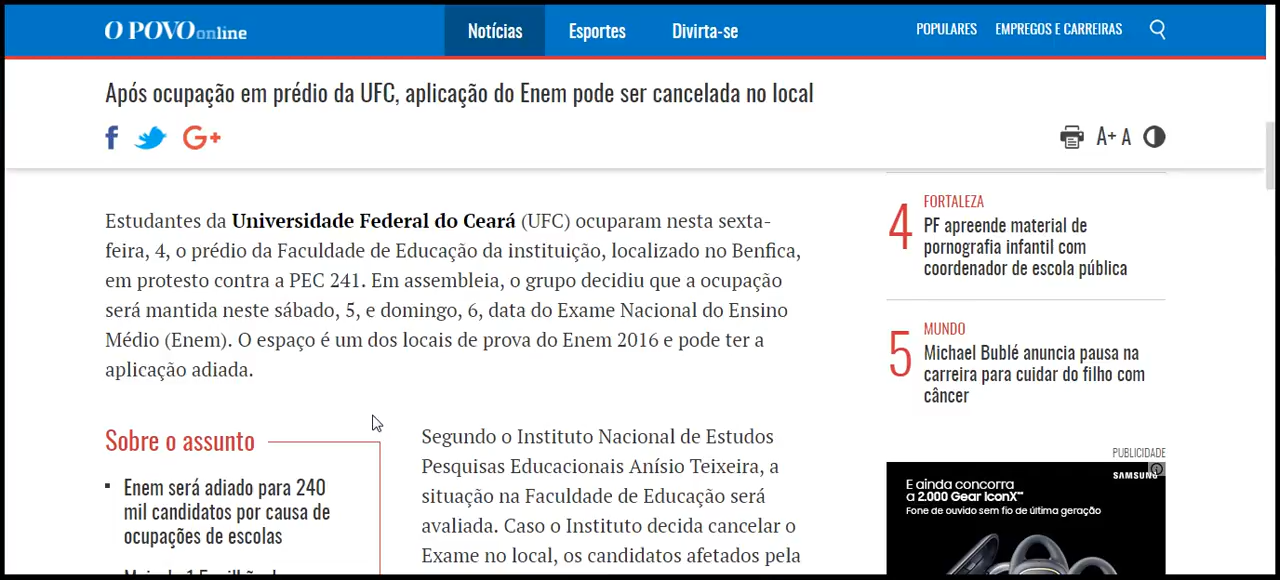 O POVOonline
Notícias
Esportes
Divirta-se
POPULARES
EMPREGOS E CARREIRAS
Após ocupação em prédio da UFC, aplicação do Enem pode ser cancelada no local
A+ A
Estudantes da Universidade Federal do Ceará (UFC) ocuparam nesta sexta-
feira, 4, o prédio da Faculdade de Educação da instituição, localizado no Benfica,
em protesto contra a PEC 241. Em assembleia, o grupo decidiu que a ocupação
será mantida neste sábado, 5, e domingo, 6, data do Exame Nacional do Ensino
Médio (Enem). O espaço é um dos locais de prova do Enem 2016 e pode ter a
aplicação adiada.
Sobre o assunto
Enem será adiado para 240
mil candidatos por causa de
ocupações de escolas
Segundo o Instituto Nacional de Estudos
Pesquisas Educacionais Anísio Teixeira, a
situação na Faculdade de Educação será
avaliada. Caso o Instituto decida cancelar o
Exame no local, os candidatos afetados pela
4
FORTALEZA
PF apreende material de
pornografia infantil com
coordenador de escola pública
5
MUNDO
Michael Bublé anuncia pausa na
carreira para cuidar do filho com
câncer
PUBLICIDADE
SAMSUNG
E ainda concorra
a 2.000 Gear IconX™
Fone de ouvido sem fio de última geração